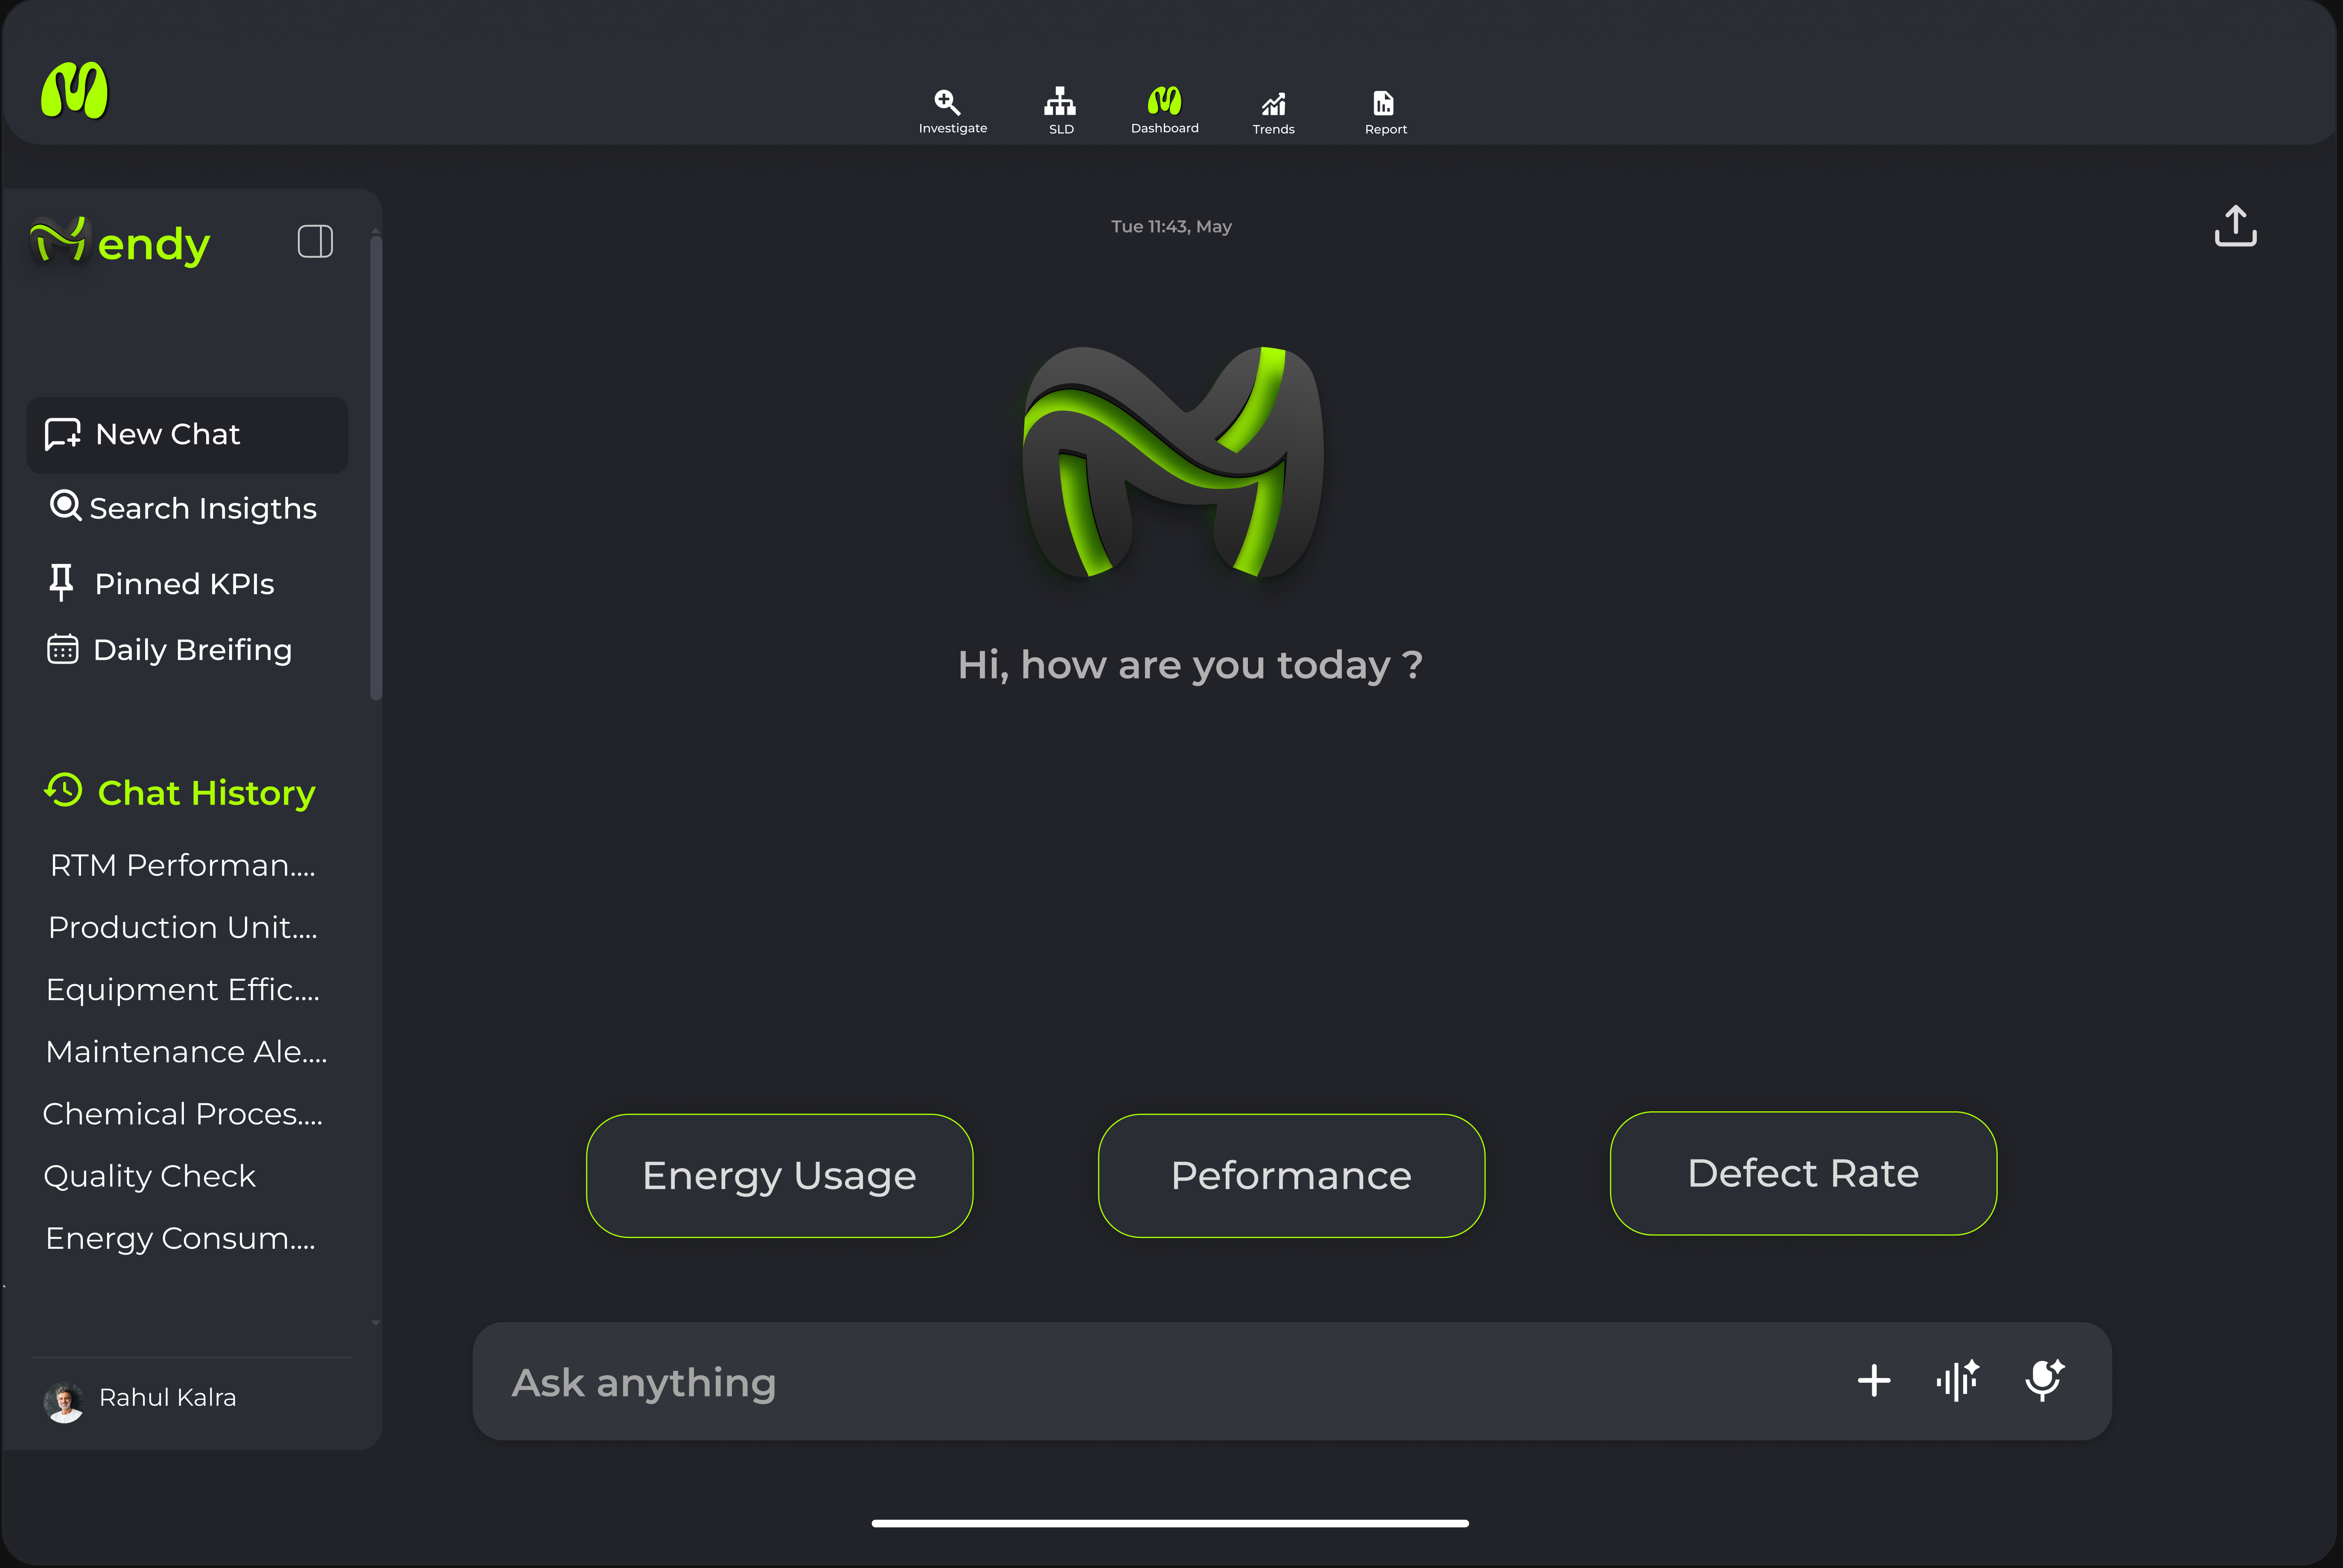 Investigate
SLD
Dashboard
Trends
Report
endy
Tue 11:43, May
New Chat
Search Insigths
Pinned KPIs
Daily Breifing
Hi, how are you today ?
Chat History
RTM Performan....
Production Unit....
Equipment Effic....
Maintenance Ale....
Chemical Proces....
Quality Check
Energy Consum....
Energy Usage
Peformance
Defect Rate
Ask anything
Rahul Kalra